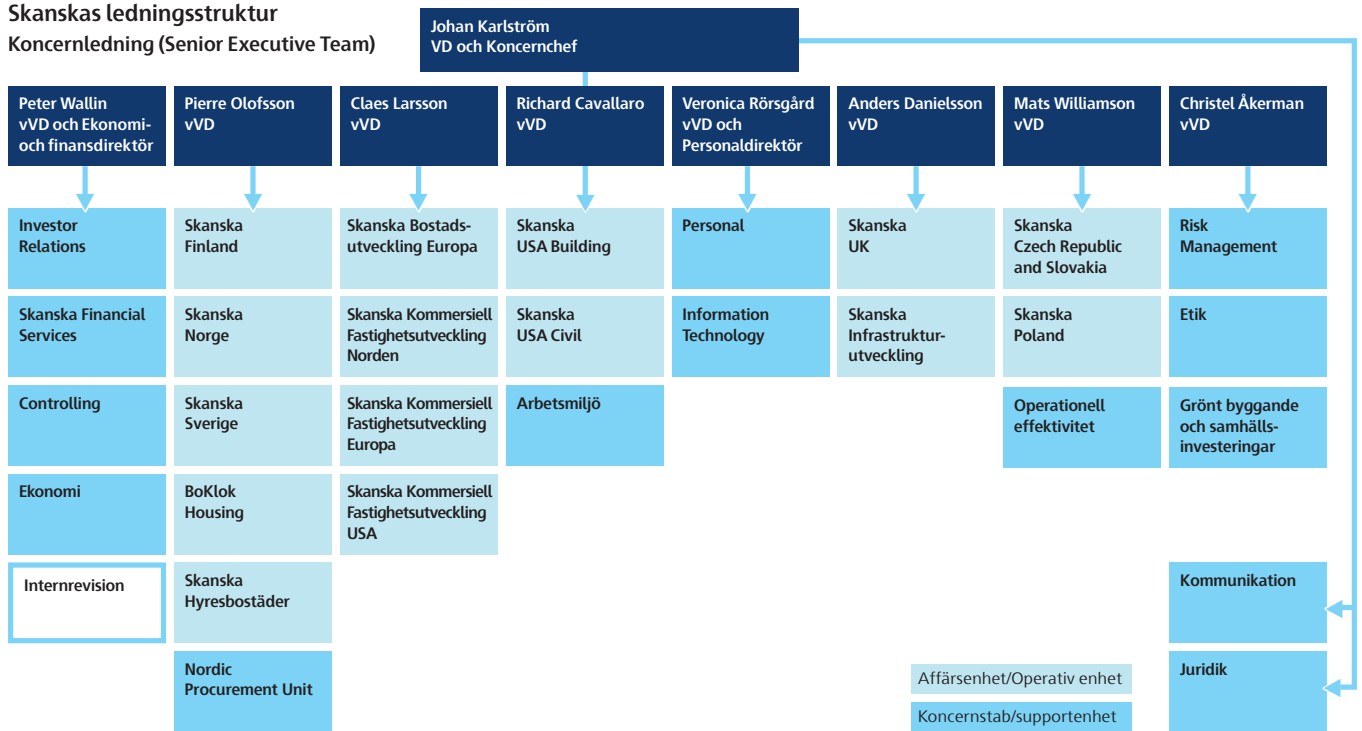 Skanskas ledningsstruktur
Koncernledning (Senior Executive Team)
Johan Karlström
VD och Koncernchef
Peter Wallin
vVD och Ekonomi-
och finansdirektör
Pierre Olofsson
vVD
Claes Larsson
vVD
Richard Cavallaro
vVD
Veronica Rörsgård
vVD och
Personaldirektör
Anders Danielsson
vVD
Mats Williamson
vVD
Christel Åkerman
vVD
Investor
Relations
Skanska
Finland
Skanska Bostads-
utveckling Europa
Skanska
USA Building
Personal
Skanska
UK
Skanska
Czech Republic
and Slovakia
Risk
Management
Skanska Financial
Services
Skanska
Norge
Skanska Kommersiell
Fastighetsutveckling
Norden
Skanska
USA Civil
Information
Technology
Skanska
Infrastruktur-
utveckling
Skanska
Poland
Etik
Controlling
Skanska
Sverige
Skanska Kommersiell
Fastighetsutveckling
Europa
Arbetsmiljö
Operationell
effektivitet
Grönt byggande
och samhälls-
investeringar
Ekonomi
BoKlok
Housing
Skanska Kommersiell
Fastighetsutveckling
USA
Internrevision
Skanska
Hyresbostäder
Kommunikation
Nordic
Procurement Unit
Juridik
Affärsenhet/Operativ enhet
Koncernstab/supportenhet